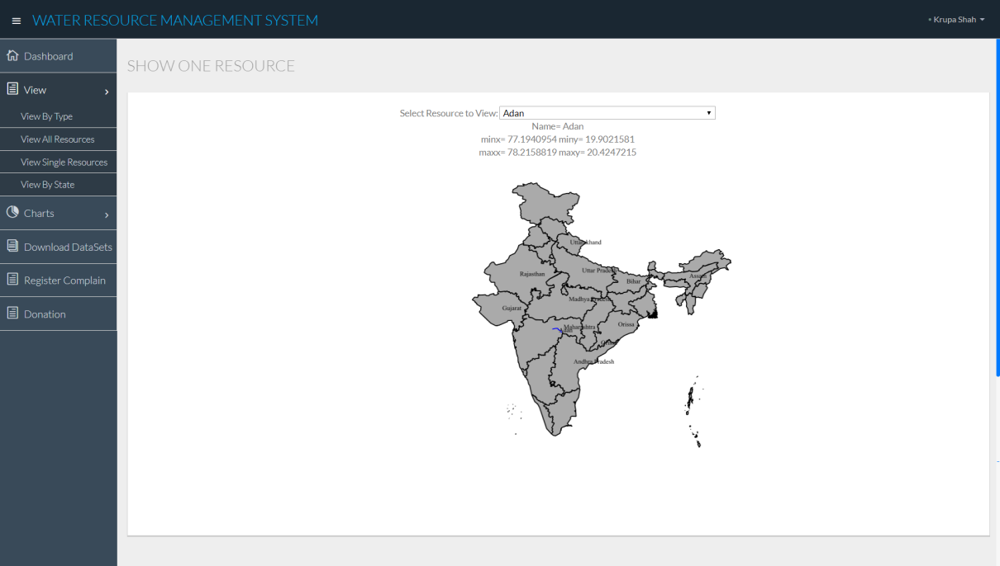 WATER RESOURCE MANAGEMENT SYSTEM
Krupa Shah
Dashboard
View
View By Type
View All Resources
View Single Resources
View By State
Charts
Download DataSets
Register Complain
Donation
SHOW ONE RESOURCE
Select Resource to View: Adan
Name= Adan
minx= 77.1940954 miny= 19.9021581
maxx= 78.2158819 maxy= 20.4247215
Uttarakhand
Rajasthan
Uttar Pradesh
Bihar
Assam
Madhya Pradesh
Gujarat
Maharashtra
Adan
Orissa
Andhra Pradesh